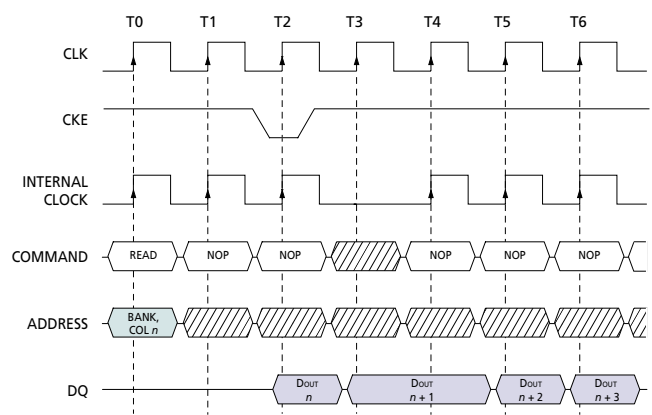 T0 T1 T2 T3 T4 T5 T6
CLK
CKE
INTERNAL
CLOCK
COMMAND READ NOP NOP NOP NOP NOP
ADDRESS BANK,
COL n
DQ DOUT
n DOUT
n + 1 DOUT
n + 2 DOUT
n + 3